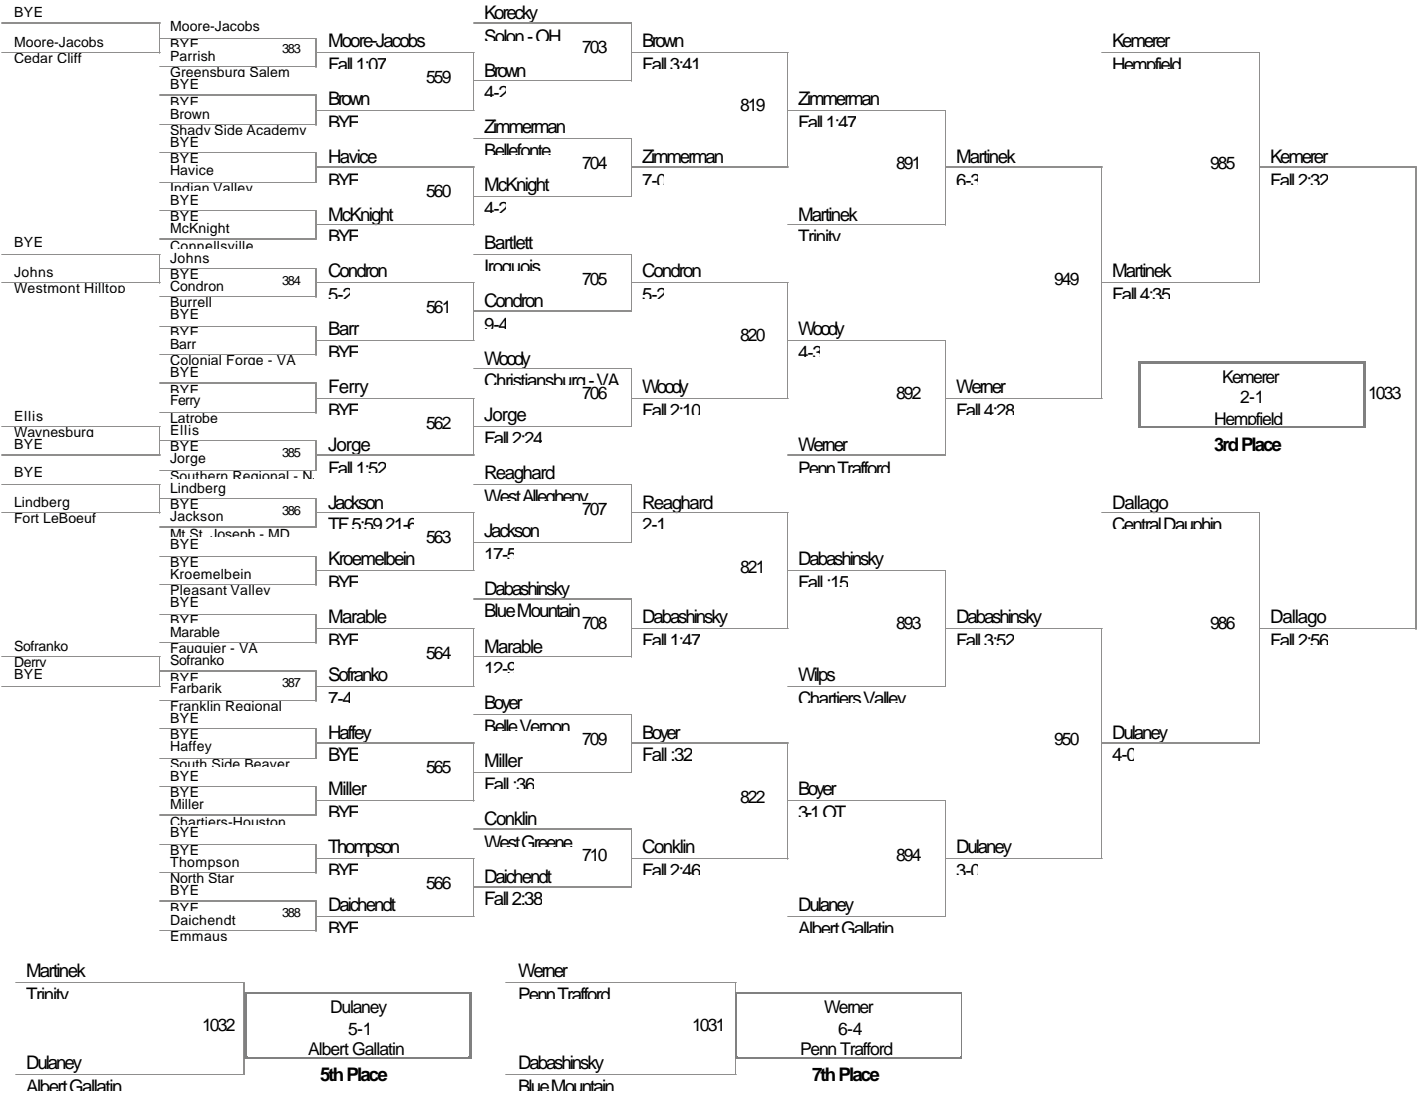 BYE
Moore-Jacobs
Cedar Cliff
BYE
Johns
Westmont Hilltop
Ellis
Waynesburg
BYE
BYE
Lindberg
Fort LeBoeuf
Sofranko
Derry
BYE
Moore-Jacobs
BYE
383
Parrish
Greensburg Salem
BYE
BYE
Brown
Shady Side Academy
BYE
BYE
Havice
Indian Valley
BYE
BYE
McKnight
Connellsville
Johns
BYE
384
Condron
Burrell
BYE
BYE
Barr
Colonial Forge - VA
BYE
BYE
Ferry
Latrobe
Ellis
BYE
385
Jorge
Southern Regional - N.
Lindberg
BYE
386
Jackson
Mt St. Joseph - MD
BYE
BYE
Kroemelbein
Pleasant Valley
BYE
BYE
Marable
Fauquier - VA
Sofranko
BYE
387
Farbarik
Franklin Regional
BYE
BYE
Haffey
South Side Beaver
BYE
BYE
Miller
Chartiers-Houston
BYE
BYE
Thompson
North Star
BYE
BYE
388
Daichendt
Emmaus
Moore-Jacobs
Fall 1:07
559
Brown
BYE
Havice
BYE
560
McKnight
BYE
Condron
5-2
561
Barr
BYE
Ferry
BYE
562
Jorge
Fall 1:52
Jackson
TF 5:59 21-6
563
Kroemelbein
BYE
Marable
BYE
564
Sofranko
7-4
Haffey
BYE
565
Miller
BYE
Thompson
BYE
566
Daichendt
BYE
Korecky
Solon - OH
703
Brown
4-2
Zimmerman
Bellefonte
704
McKnight
4-2
Bartlett
Iroquois
705
Condron
9-4
Woody
Christiansburg - VA
706
Jorge
Fall 2:24
Reaghard
West Allegheny
707
Jackson
17-5
Dabashinsky
Blue Mountain
708
Marable
12-9
Boyer
Belle Vernon
709
Miller
Fall :36
Conklin
West Greene
710
Daichendt
Fall 2:38
Brown
Fall 3:41
819
Zimmerman
7-0
Condron
5-2
820
Woody
Fall 2:10
Reaghard
2-1
821
Dabashinsky
Fall 1:47
Boyer
Fall :32
822
Conklin
Fall 2:46
Zimmerman
Fall 1:47
891
Martinek
Trinity
Woody
4-3
892
Werner
Penn Trafford
Dabashinsky
Fall :15
893
Wilps
Chartiers Valley
Boyer
3-1 OT
894
Dulaney
Albert Gallatin
Martinek
6-3
949
Werner
Fall 4:28
Dabashinsky
Fall 3:52
950
Dulaney
3-0
Kemerer
Hempfield
985
Martinek
Fall 4:35
Dallago
Central Dauphin
986
Dulaney
4-0
Kemerer
Fall 2:32
Kemerer
2-1
Hempfield
1033
3rd Place
Dallago
Fall 2:56
Martinek
Trinity
1032
Dulaney
Albert Gallatin
Dulaney
5-1
Albert Gallatin
5th Place
Werner
Penn Trafford
1031
Dabashinsky
Blue Mountain
Werner
6-4
Penn Trafford
7th Place